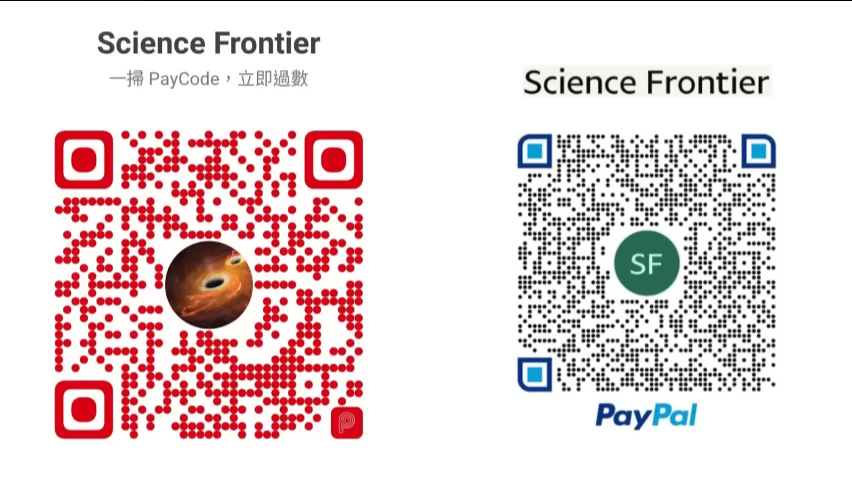 Science Frontier
一掃 PayCode，立即過數
Science Frontier
SF
PayPal